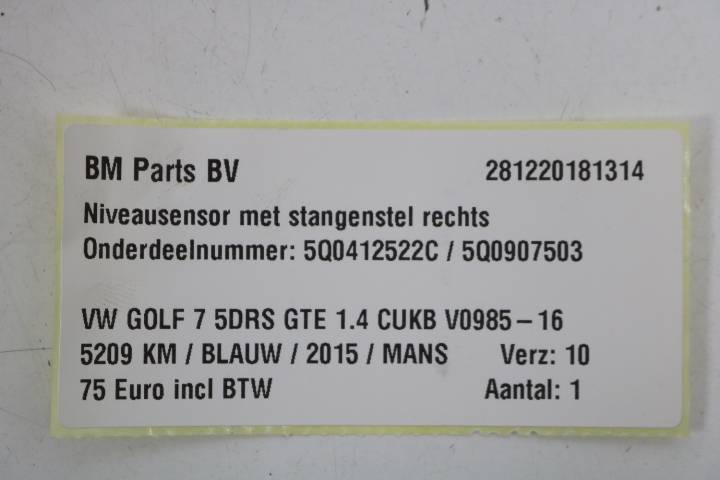 BM Parts BV 281220181314
Niveausensor met stangenstel rechts
Onderdeelnummer: 5Q0412522C / 5Q0907503
VW GOLF 7 5DRS GTE 1.4 CUKB V0985-16
5209 KM / BLAUW / 2015 / MANS Verz: 10
75 Euro incl BTW Aantal: 1